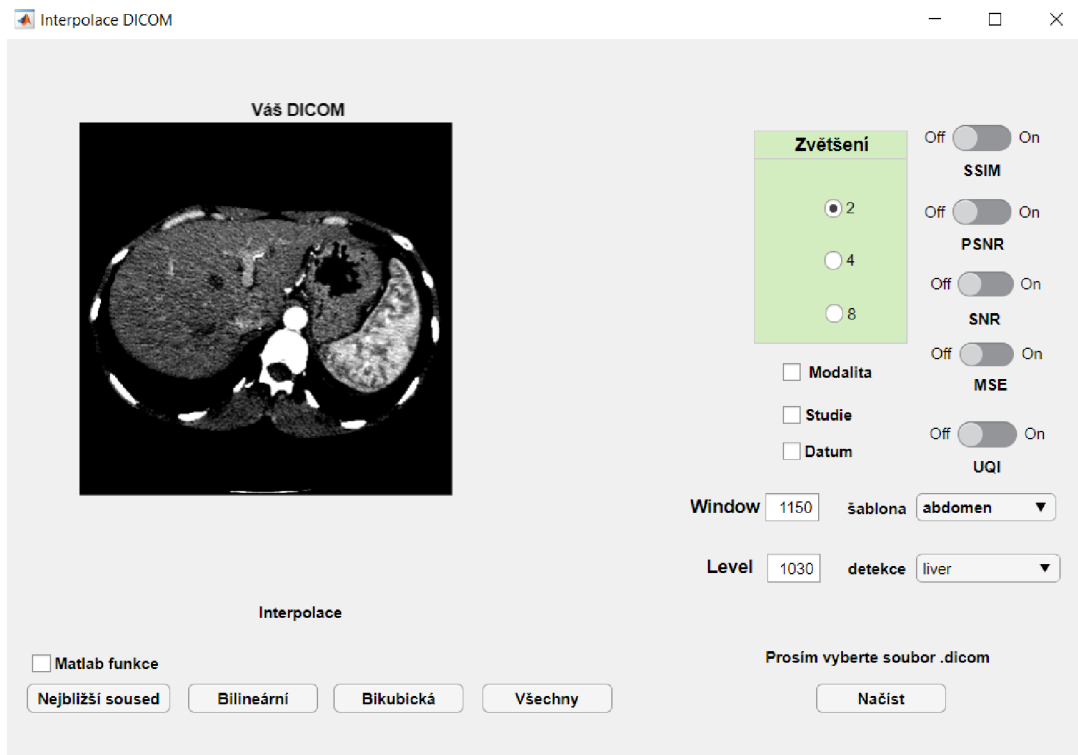 Interpolace DICOM
Váš DICOM
Zvětšení
2
4
8
Off On
SSIM
Off On
PSNR
Off On
SNR
Off On
MSE
Off On
UQI
Modalita
Studie
Datum
Window 1150 šablona abdomen
Level 1030 detekce liver
Interpolace
Matlab funkce
Nejbližší soused Bilineární Bikubická Všechny
Prosím vyberte soubor .dicom
Načíst